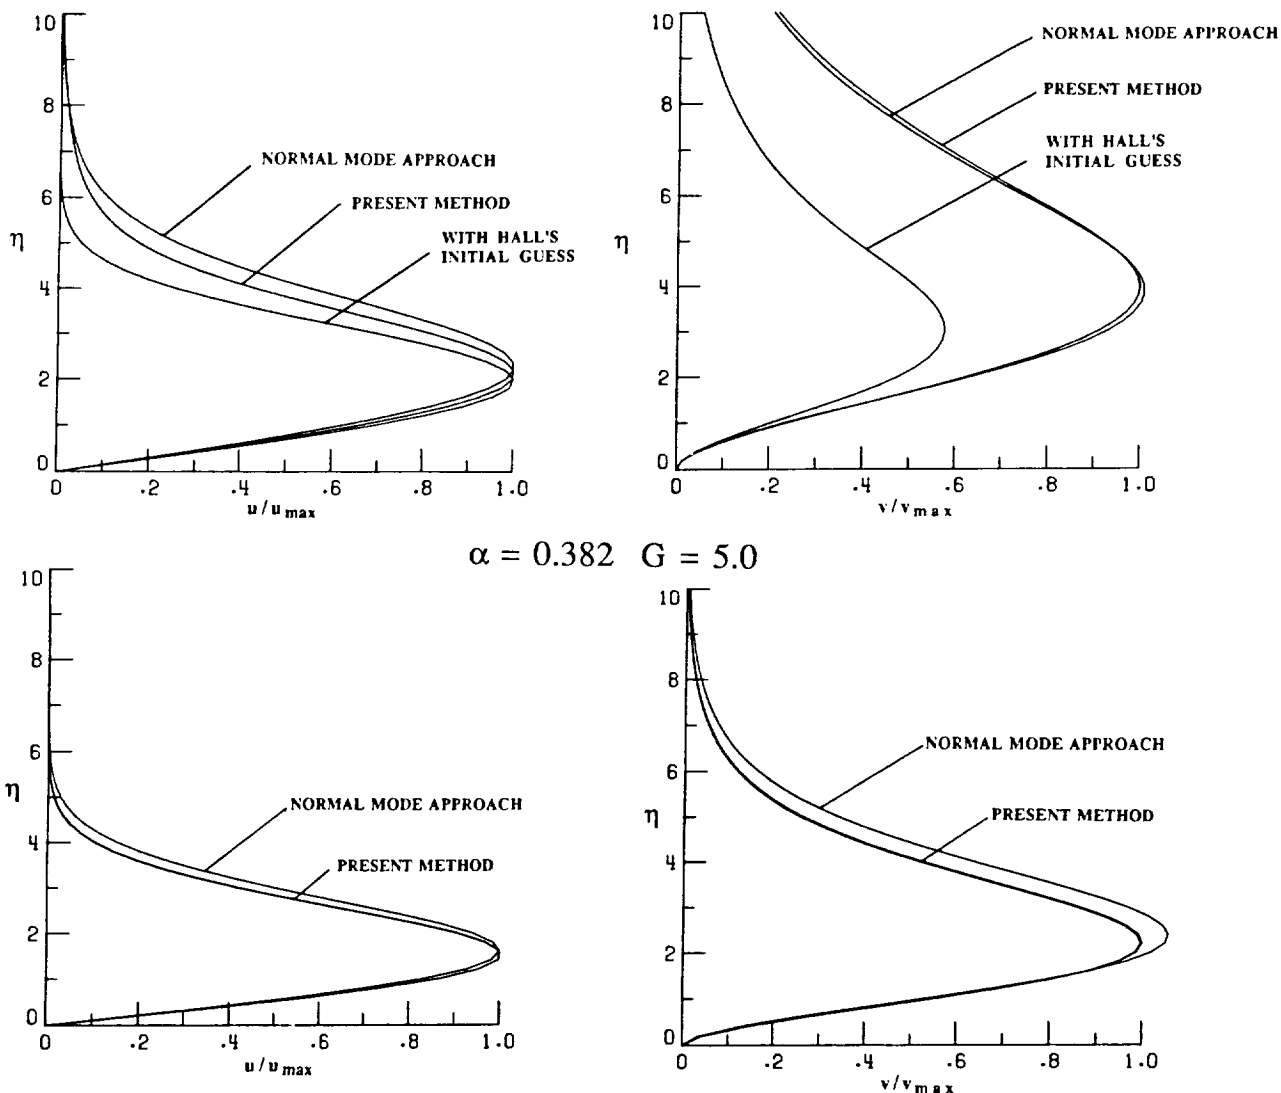 10
8
6
4
2
0
η
NORMAL MODE APPROACH
PRESENT METHOD
WITH HALL'S
INITIAL GUESS
0 .2 .4 .6 .8 1.0
u/u max
10
8
6
4
2
0
η
NORMAL MODE APPROACH
PRESENT METHOD
WITH HALL'S
INITIAL GUESS
0 .2 .4 .6 .8 1.0
v/v max
α = 0.382 G = 5.0
10
8
6
4
2
0
η
NORMAL MODE APPROACH
PRESENT METHOD
0 .2 .4 .6 .8 1.0
u/u max
10
8
6
4
2
0
η
NORMAL MODE APPROACH
PRESENT METHOD
0 .2 .4 .6 .8 1.0
v/v max